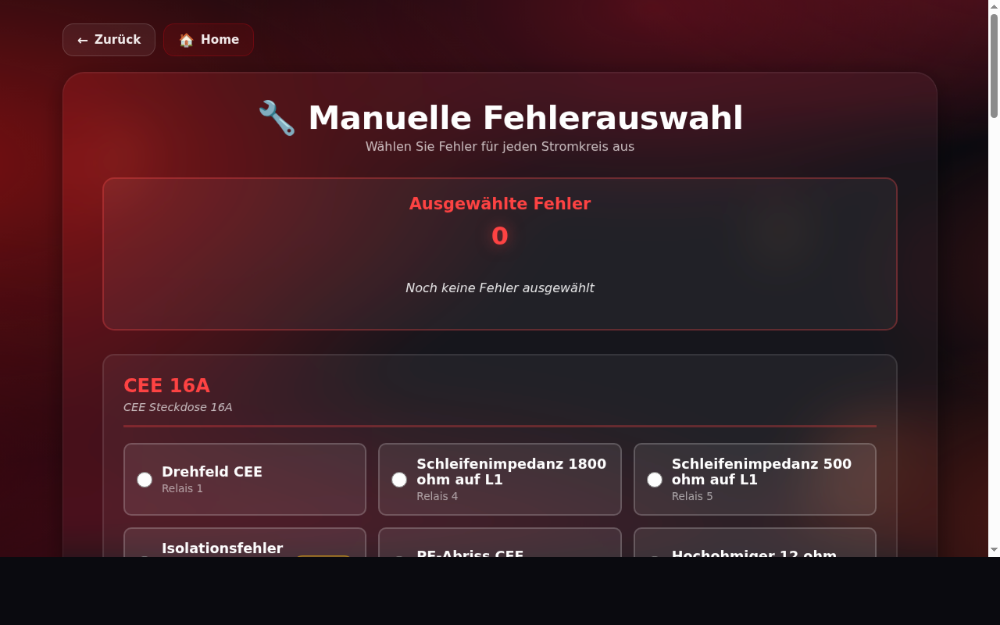 ← Zurück
🏠 Home
🔧 Manuelle Fehlerauswahl
Wählen Sie Fehler für jeden Stromkreis aus
Ausgewählte Fehler
0
Noch keine Fehler ausgewählt
CEE 16A
CEE Steckdose 16A
Drehfeld CEE
Relais 1
Schleifenimpedanz 1800
ohm auf L1
Relais 4
Schleifenimpedanz 500
ohm auf L1
Relais 5
Isolationsfehler
PE-Abriss CEE
Hochohmiger 12 ohm